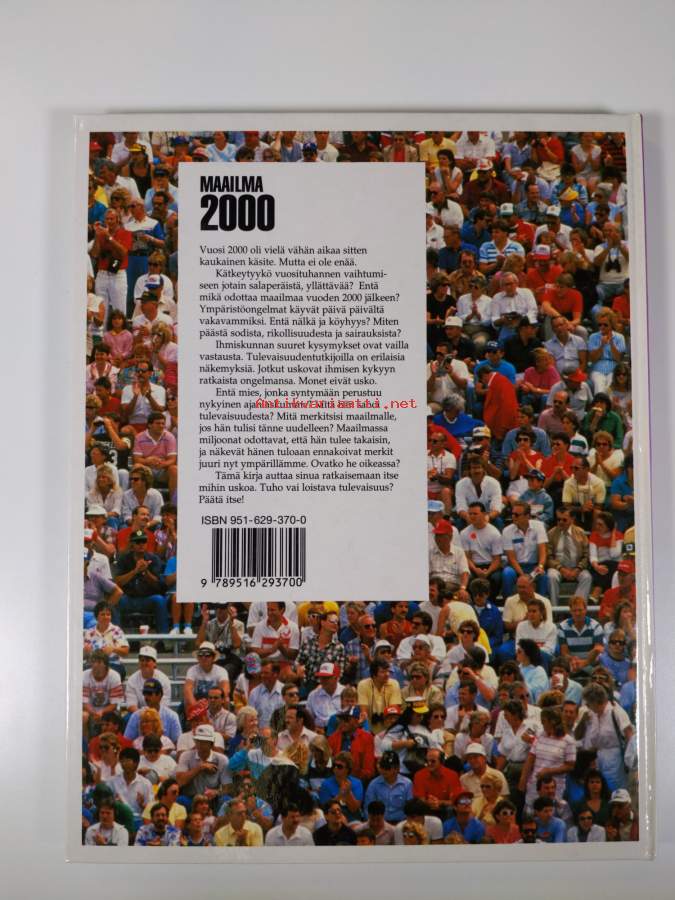 MAAILMA
2000
Vuosi 2000 oli vielä vähän aikaa sitten
kaukainen käsite. Mutta ei ole enää.
Kätkeytyykö vuosituhannen vaihtumi-
seen jotain salaperäistä, yllättävää? Entä
mikä odottaa maailmaa vuoden 2000 jälkeen?
Ympäristöongelmat käyvät päivä päivältä
vakavammiksi. Entä nälkä ja köyhyys? Miten
päästä sodista, rikollisuudesta ja sairauksista?
Ihmiskunnan suuret kysymykset ovat vailla
vastausta. Tulevaisuudentutkijoilla on erilaisia
näkemyksiä. Jotkut uskovat ihmisen kykyyn
ratkaista ongelmansa. Monet eivät usko.
Entä mies, jonka syntymään perustuu
nykyinen ajanlaskumme. Mitä hän sanoi
Antikvariaatti.net
tulevaisuudesta? Mitä merkitsisi maailmalle,
jos hän tulisi tänne uudelleen? Maailmassa
miljoonat odottavat, että hän tulee takaisin,
ja näkevät hänen tuloaan ennakoivat merkit
juuri nyt ympärillämme. Ovatko he oikeassa?
Tämä kirja auttaa sinua ratkaisemaan itse
mihin uskoa. Tuho vai loistava tulevaisuus?
Päätä itse!
ISBN 951-629-370-0
9 789516 293700